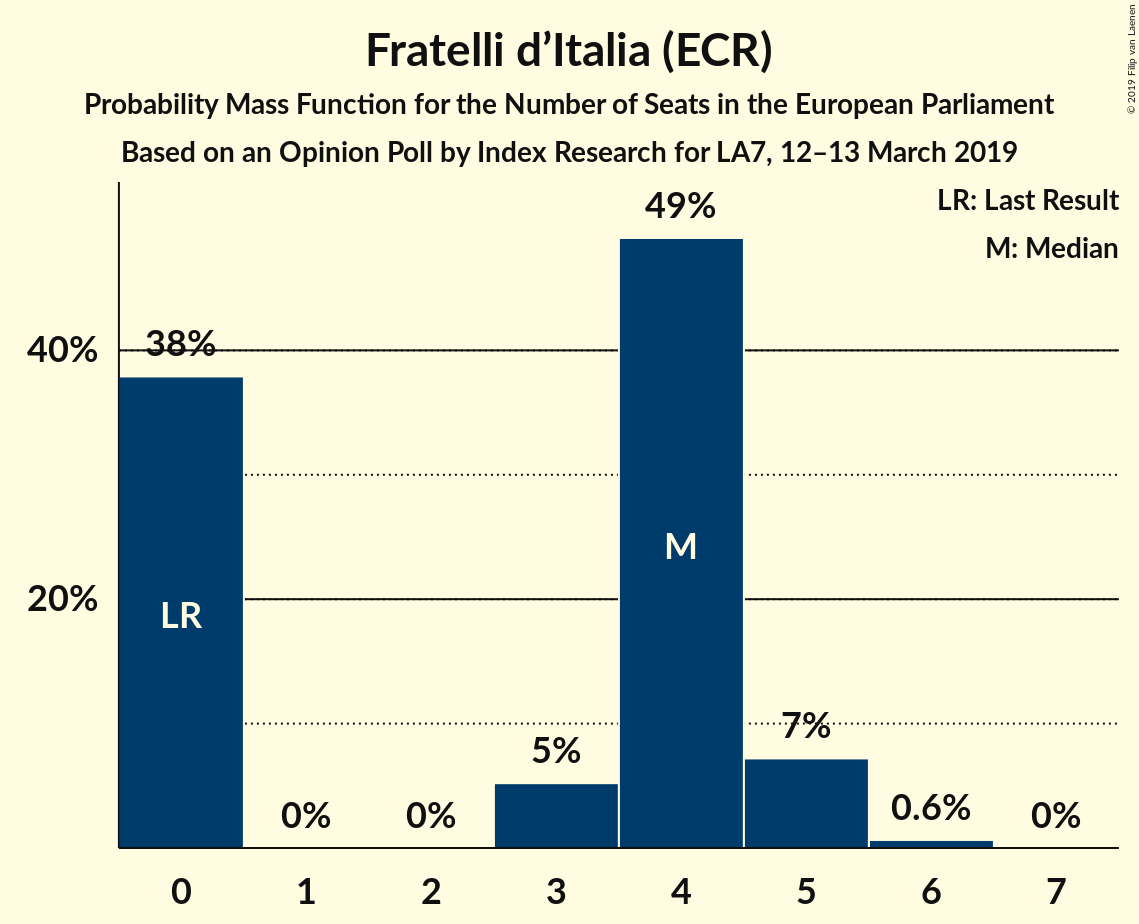 Fratelli d’Italia (ECR)
Probability Mass Function for the Number of Seats in the European Parliament
Based on an Opinion Poll by Index Research for LA7, 12–13 March 2019
© 2019 Filip van Laenen
LR: Last Result
M: Median
49%
38%
40%
M
20%
LR
7%
5%
0%
0%
0.6%
0%
0 1 2 3 4 5 6 7